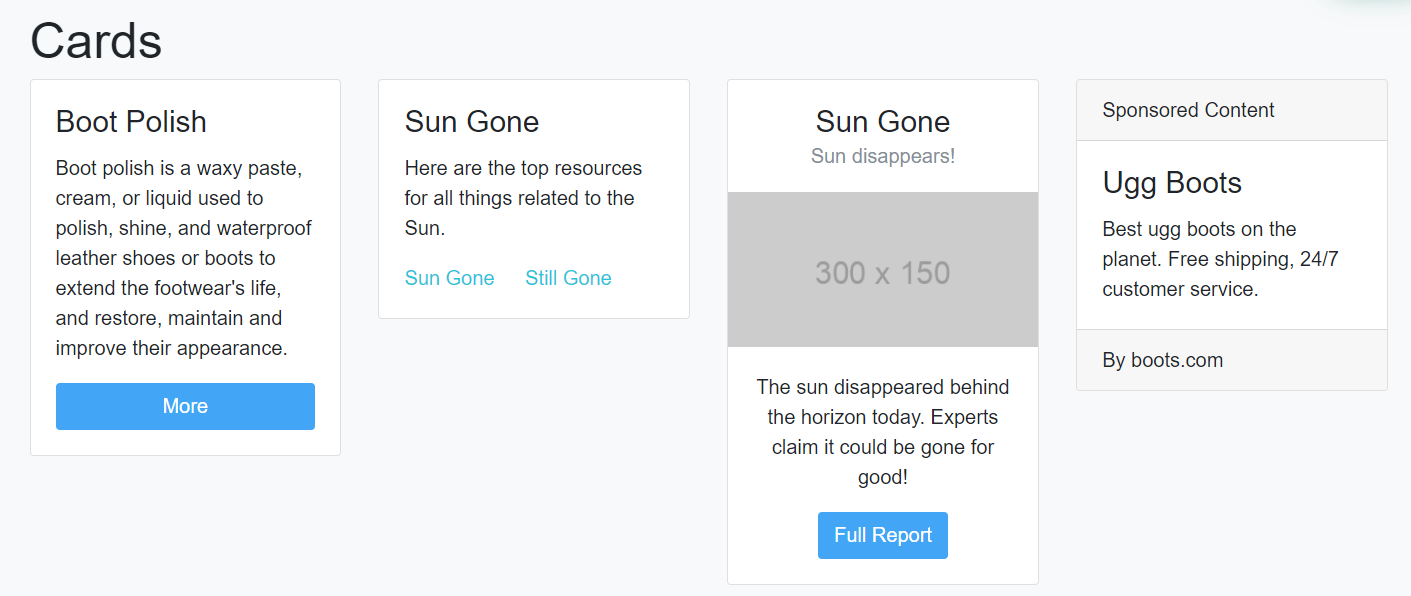 Cards
Boot Polish
Boot polish is a waxy paste,
cream, or liquid used to
polish, shine, and waterproof
leather shoes or boots to
extend the footwear's life,
and restore, maintain and
improve their appearance.
More
Sun Gone
Here are the top resources
for all things related to the
Sun.
Sun Gone Still Gone
Sun Gone
Sun disappears!
300 x 150
The sun disappeared behind
the horizon today. Experts
claim it could be gone for
good!
Full Report
Sponsored Content
Ugg Boots
Best ugg boots on the
planet. Free shipping, 24/7
customer service.
By boots.com